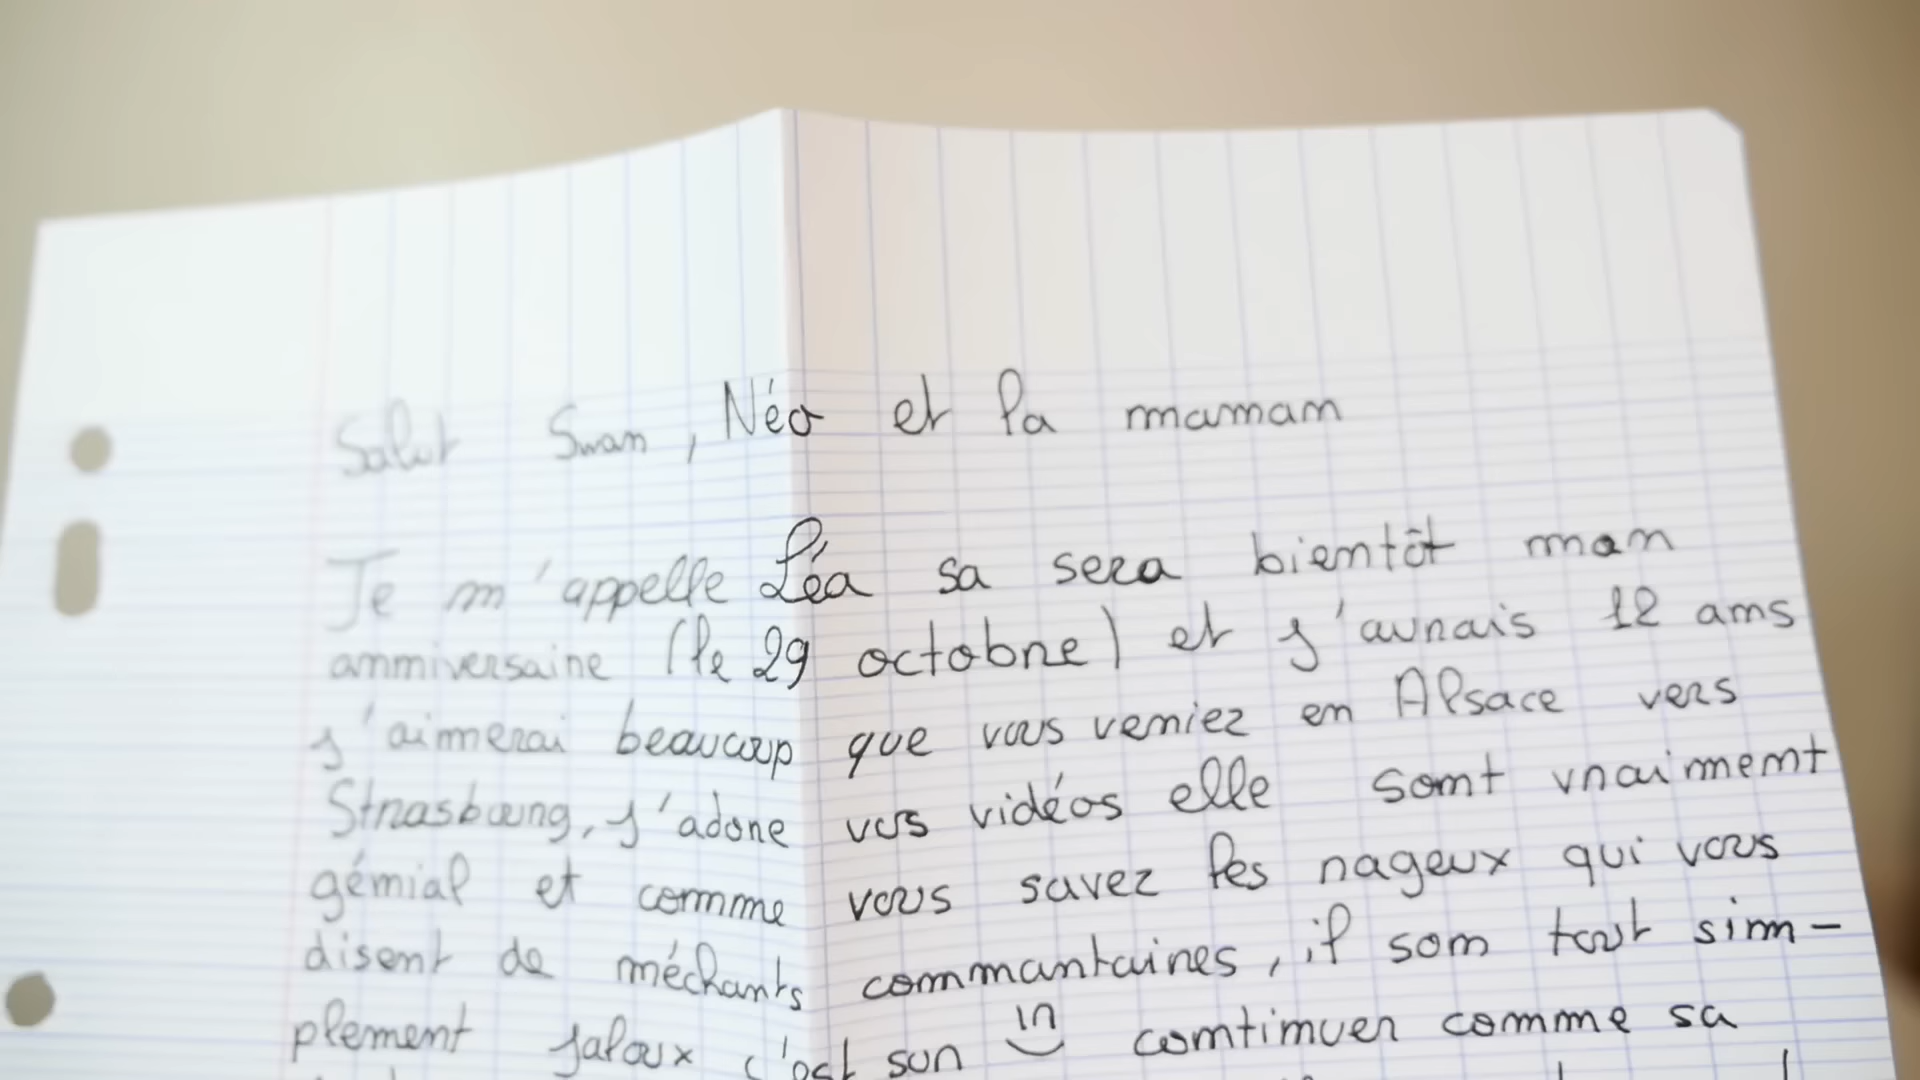 Salut Swan, Néo et la maman
Je m'appelle Léa sa sera bientôt mon
anniversaire (le 29 octobre) et j'aurais 12 ans
j'aimerai beaucoup que vous veniez en Alsace vers
Strasbourg, j'adore vos vidéos elle sont vraiment
génial et comme vous savez les rageux qui vous
disent de méchants commantaires, il son tout sim-
plement jaloux c'est sur continuer comme sa